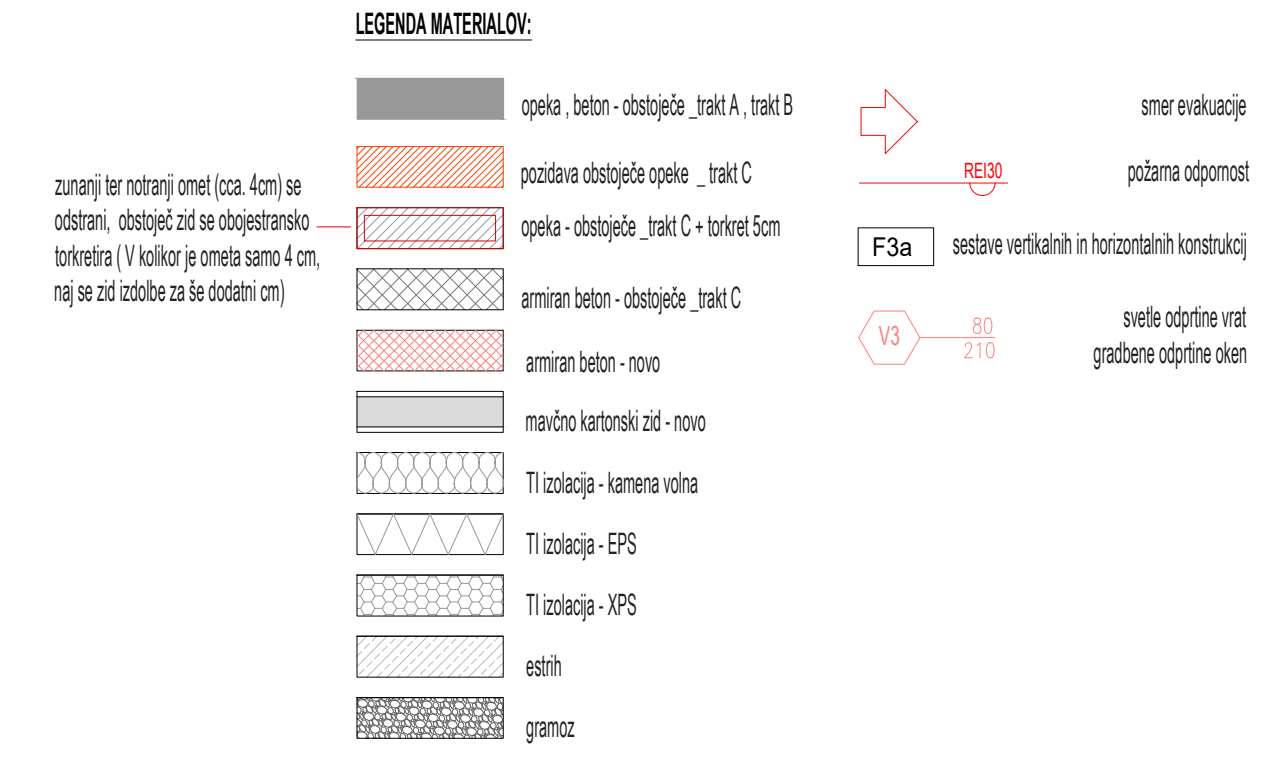 LEGENDA MATERIALOV:
opeka , beton - obstoječe _trakt A , trakt B
pozidava obstoječe opeke _ trakt C
zunanji ter notranji omet (cca. 4cm) se
odstrani, obstoječ zid se obojestransko
torkretira ( V kolikor je ometa samo 4 cm,
naj se zid izdolbe za še dodatni cm)
opeka - obstoječe _trakt C + torkret 5cm
armiran beton - obstoječe _trakt C
armiran beton - novo
mavčno kartonski zid - novo
TI izolacija - kamena volna
TI izolacija - EPS
TI izolacija - XPS
estrih
gramoz
smer evakuacije
REI30
požarna odpornost
F3a
sestave vertikalnih in horizontalnih konstrukcij
V3
80
210
svetle odprtine vrat
gradbene odprtine oken